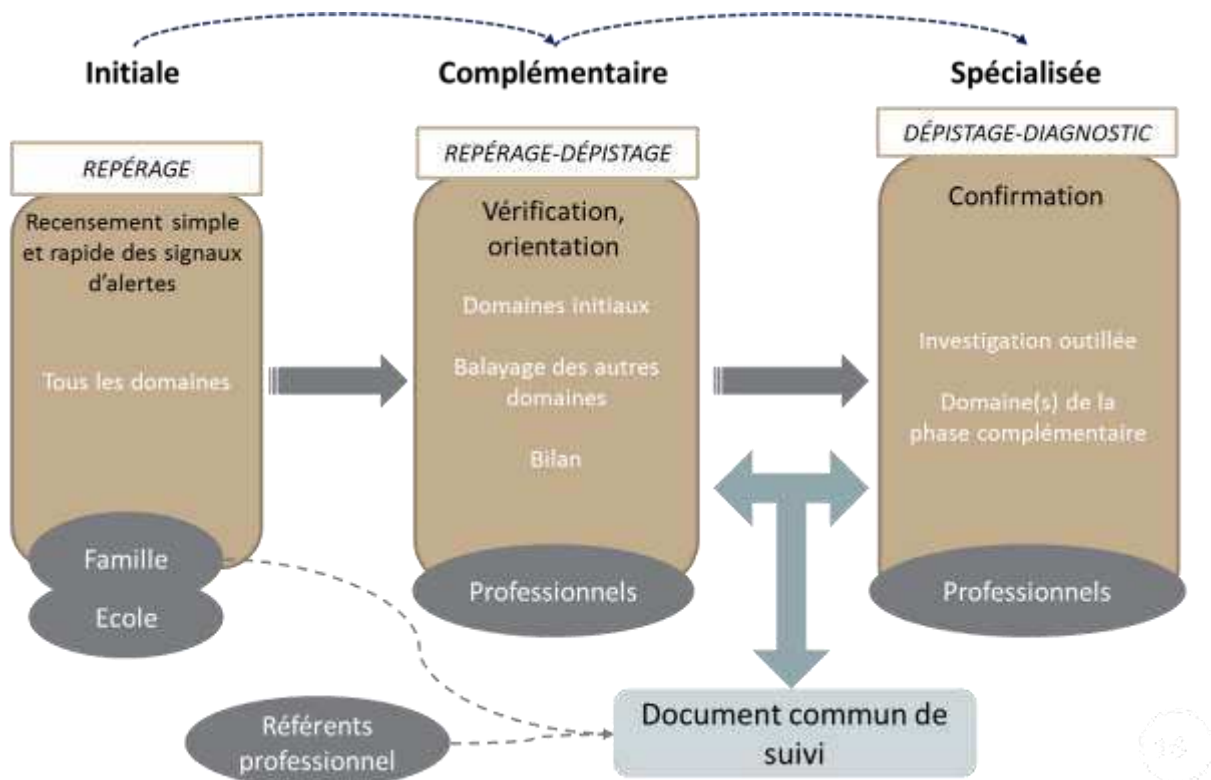 Initiale
Complémentaire
Spécialisée
REPÉRAGE
Recensement simple
et rapide des signaux
d'alertes
Tous les domaines
Famille
Ecole
REPÉRAGE-DÉPISTAGE
Vérification,
orientation
Domaines initiaux
Balayage des autres
domaines
Bilan
Professionnels
DÉPISTAGE-DIAGNOSTIC
Confirmation
Investigation outillée
Domaine(s) de la
phase complémentaire
Professionnels
Référents
professionnel
Document commun de
suivi